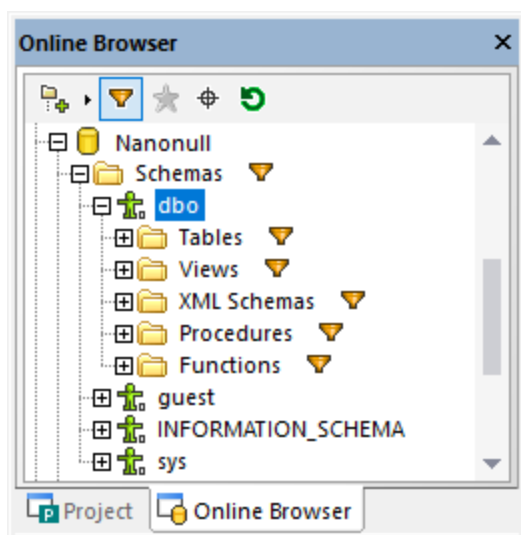 Online Browser
Nanonull
Schemas
dbo
Tables
Views
XML Schemas
Procedures
Functions
guest
INFORMATION_SCHEMA
sys
Project Online Browser